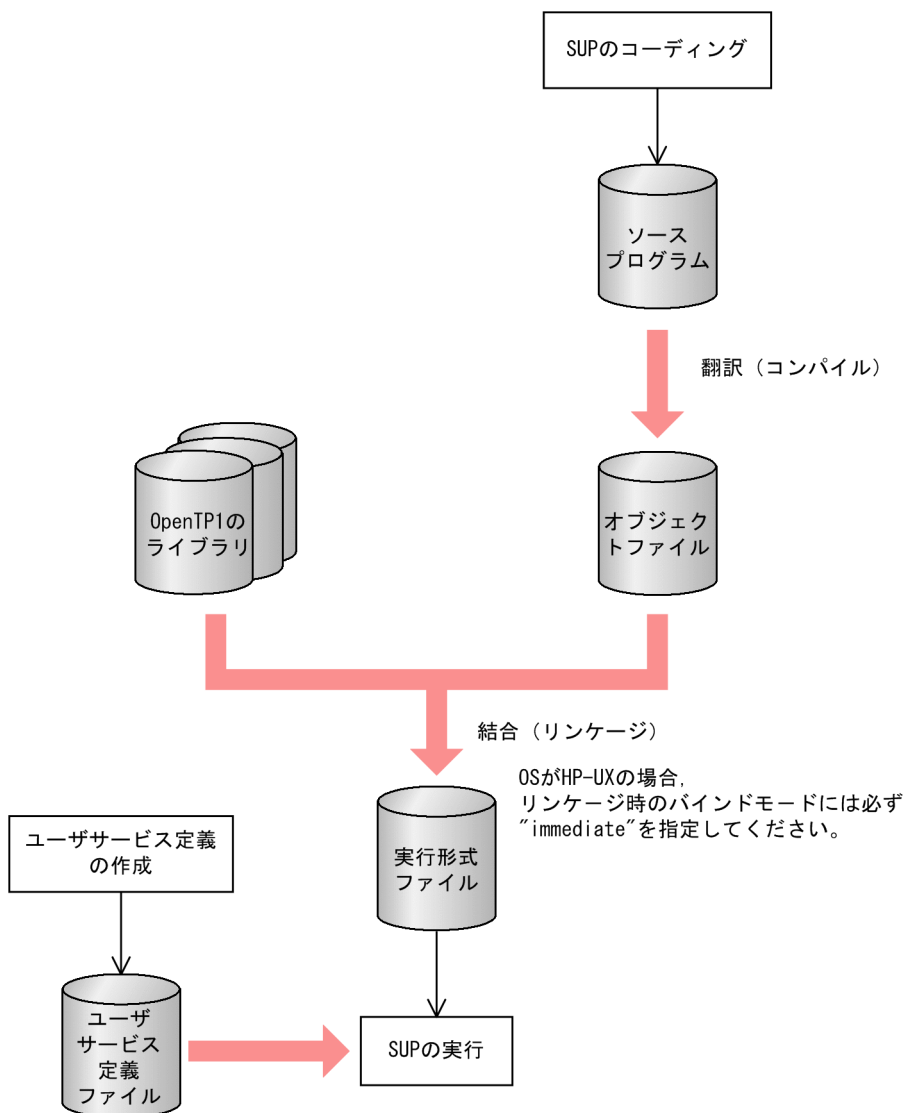 SUPのコーディング
ソース
プログラム
翻訳（コンパイル）
OpenTP1の
ライブラリ
オブジェク
トファイル
結合（リンケージ）
OSがHP-UXの場合,
リンケージ時のバインドモードには必ず
"immediate"を指定してください。
実行形式
ファイル
ユーザサービス定義
の作成
ユーザ
サービス
定義
ファイル
SUPの実行